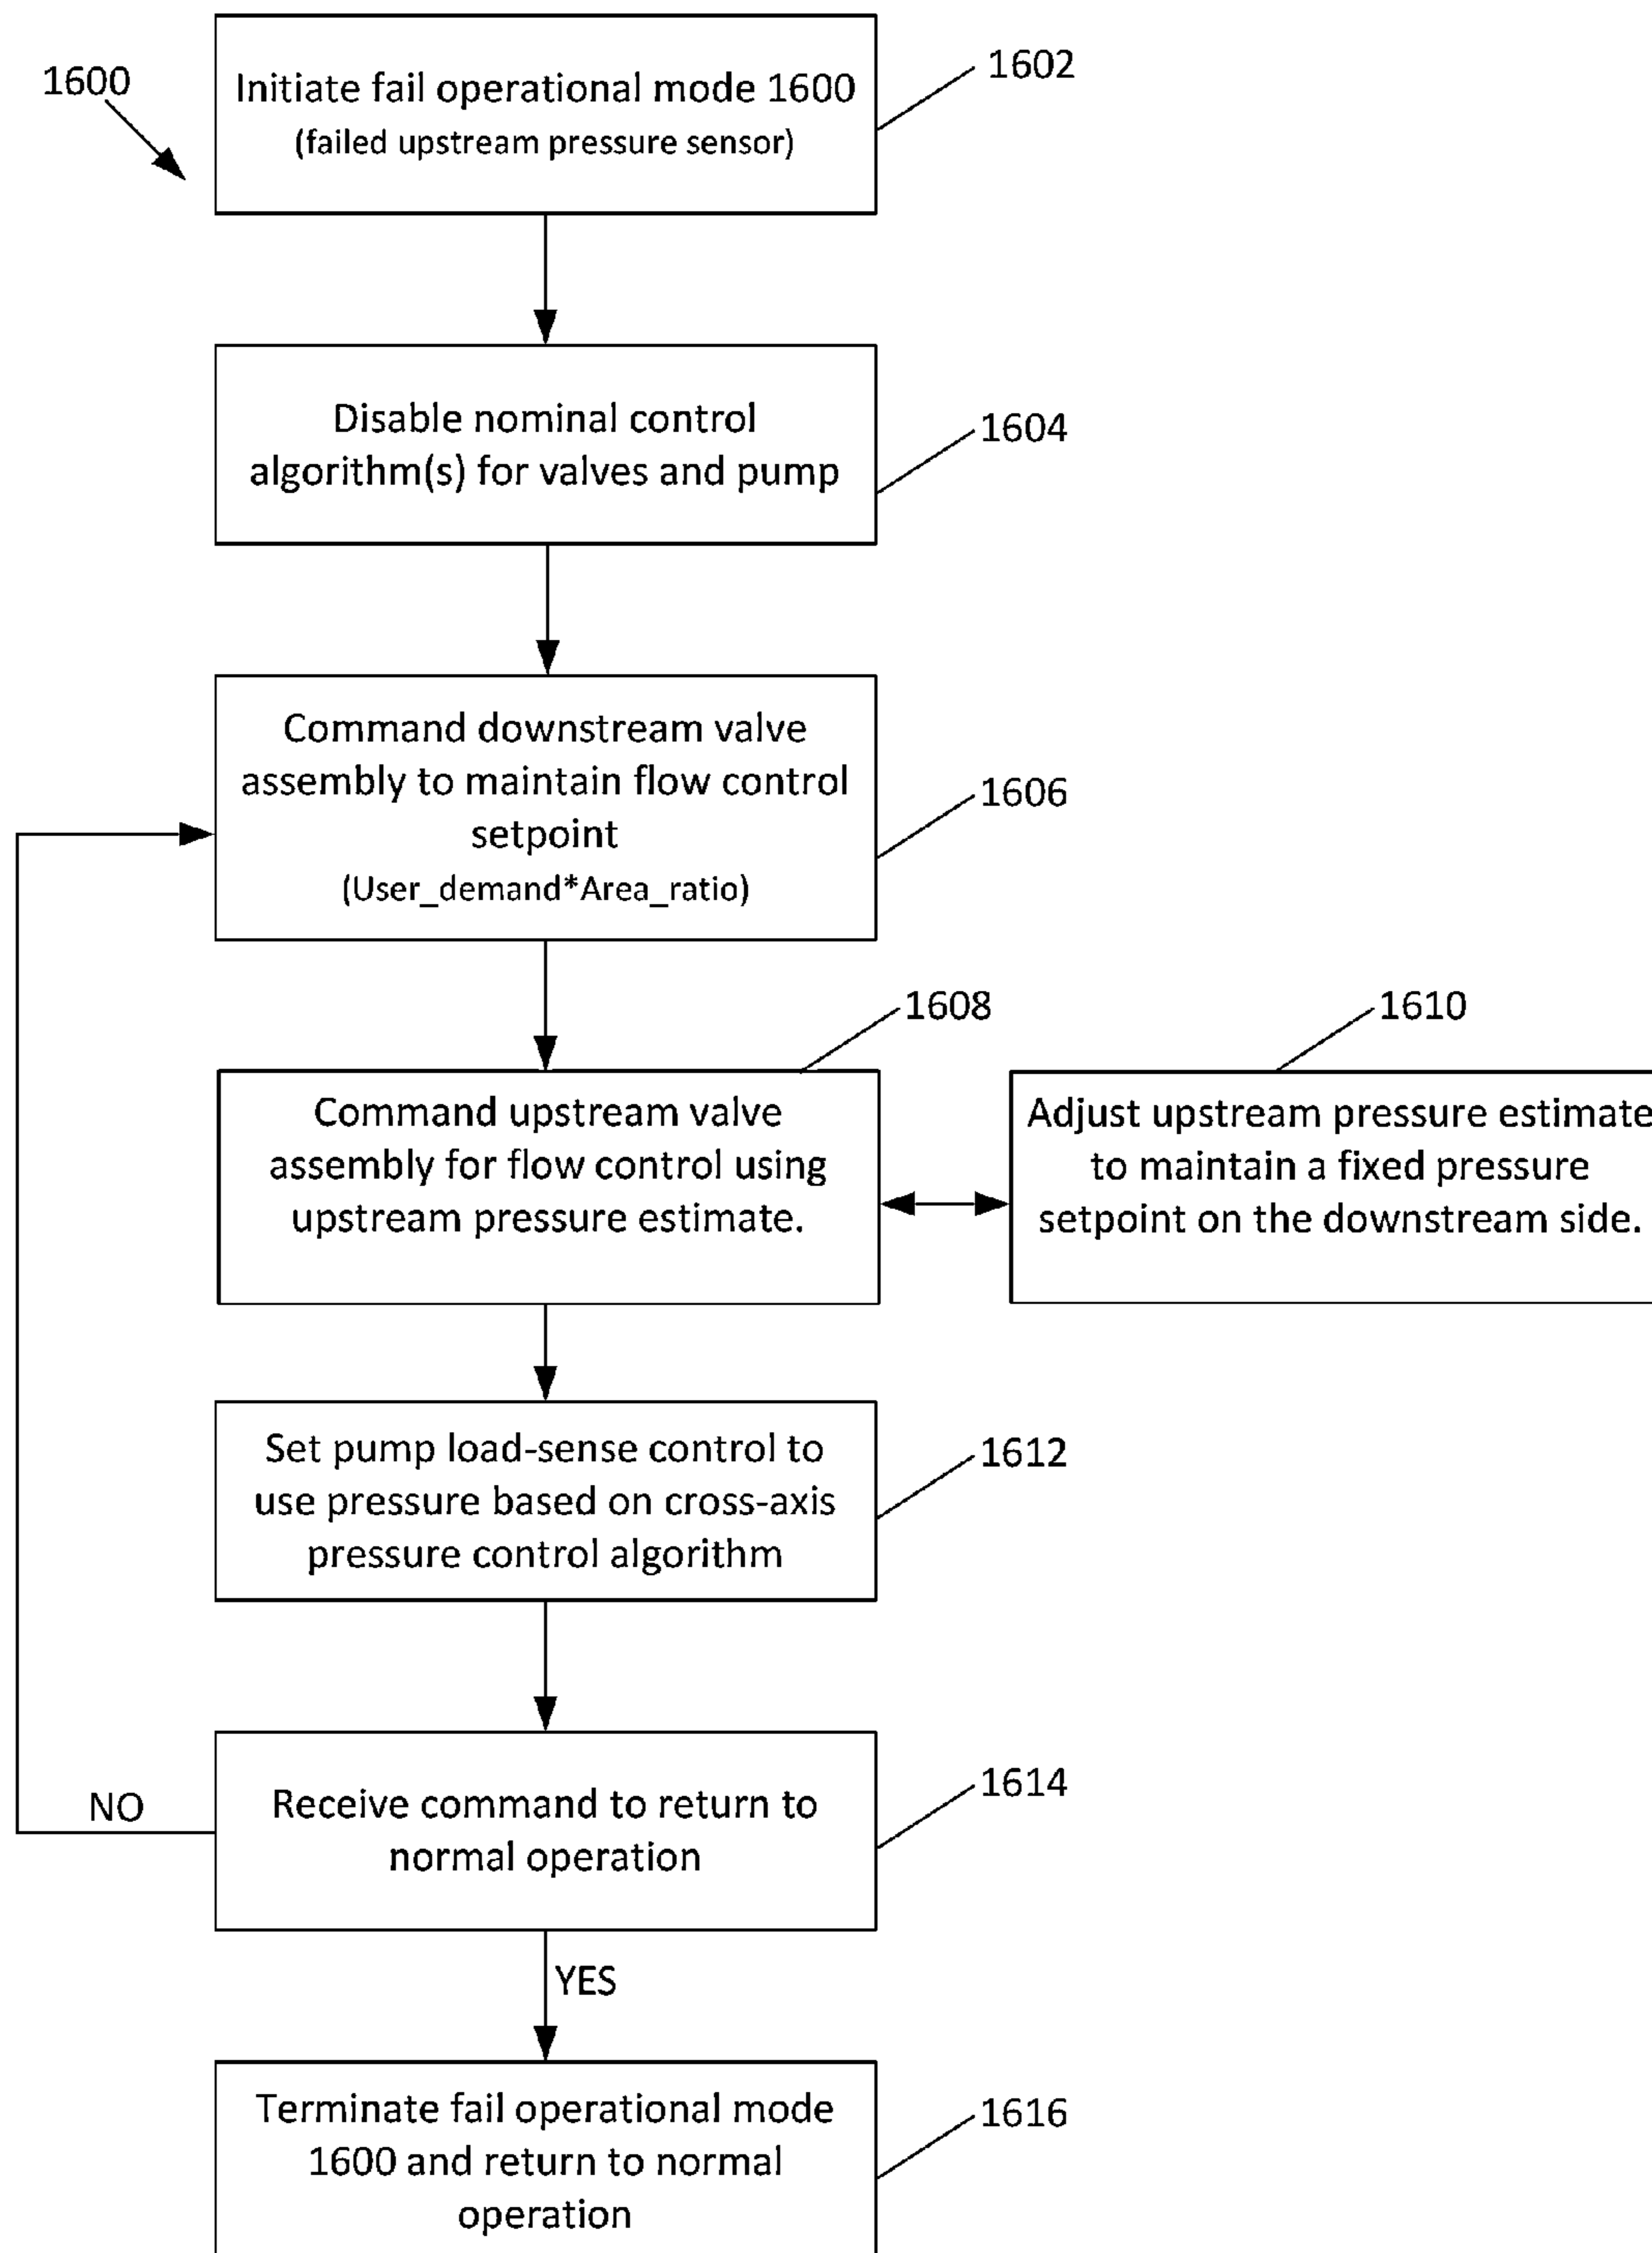 1600
Initiate fail operational mode 1600
(failed upstream pressure sensor)
1602
Disable nominal control
algorithm(s) for valves and pump
1604
Command downstream valve
assembly to maintain flow control
setpoint
(User_demand*Area_ratio)
1606
1608
Command upstream valve
assembly for flow control using
upstream pressure estimate.
1610
Adjust upstream pressure estimate
to maintain a fixed pressure
setpoint on the downstream side.
Set pump load-sense control to
use pressure based on cross-axis
pressure control algorithm
1612
Receive command to return to
normal operation
1614
NO
YES
Terminate fail operational mode
1600 and return to normal
operation
1616